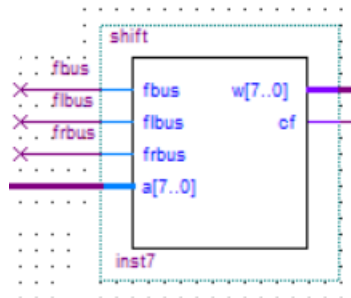 shift
fbus
fbus w[7..0]
flbus
flbus cf
frbus
frbus
a[7..0]
inst7